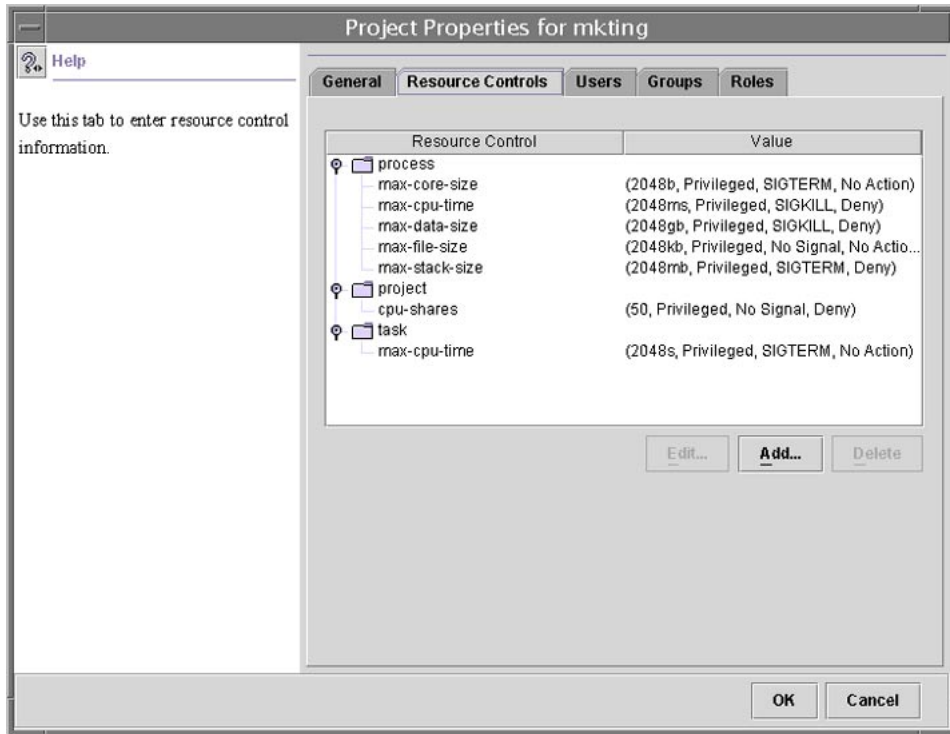 Project Properties for mkting
Help
Use this tab to enter resource control
information.
General Resource Controls Users Groups Roles
Resource Control Value
process
max-core-size (2048b, Privileged, SIGTERM, No Action)
max-cpu-time (2048ms, Privileged, SIGKILL, Deny)
max-data-size (2048gb, Privileged, SIGKILL, Deny)
max-file-size (2048kb, Privileged, No Signal, No Actio...
max-stack-size (2048mb, Privileged, SIGTERM, Deny)
project
cpu-shares (50, Privileged, No Signal, Deny)
task
max-cpu-time (2048s, Privileged, SIGTERM, No Action)
Edit... Add... Delete
OK Cancel